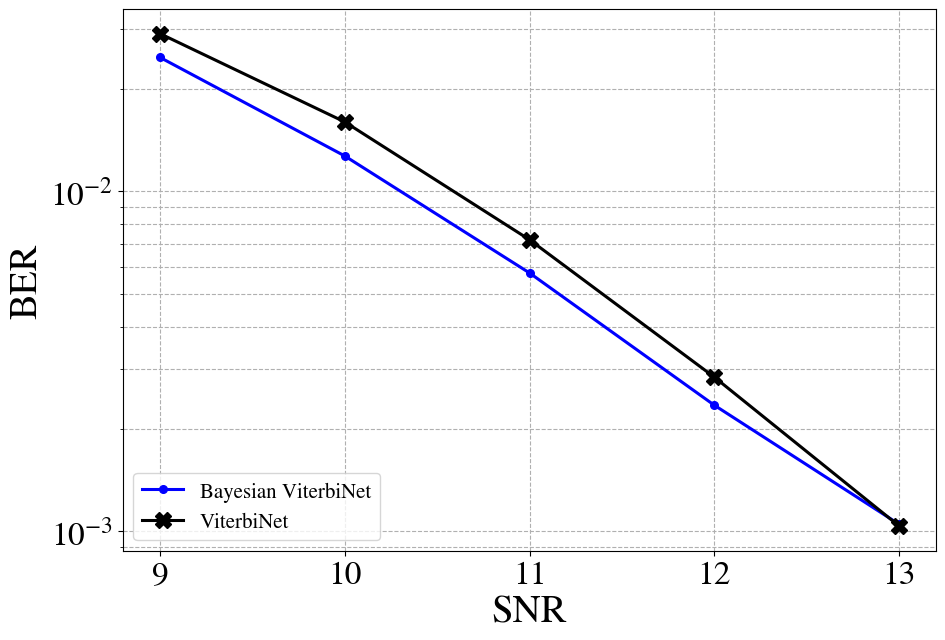 BER
10⁻²
10⁻³
Bayesian ViterbiNet
ViterbiNet
9 10 11 12 13
SNR